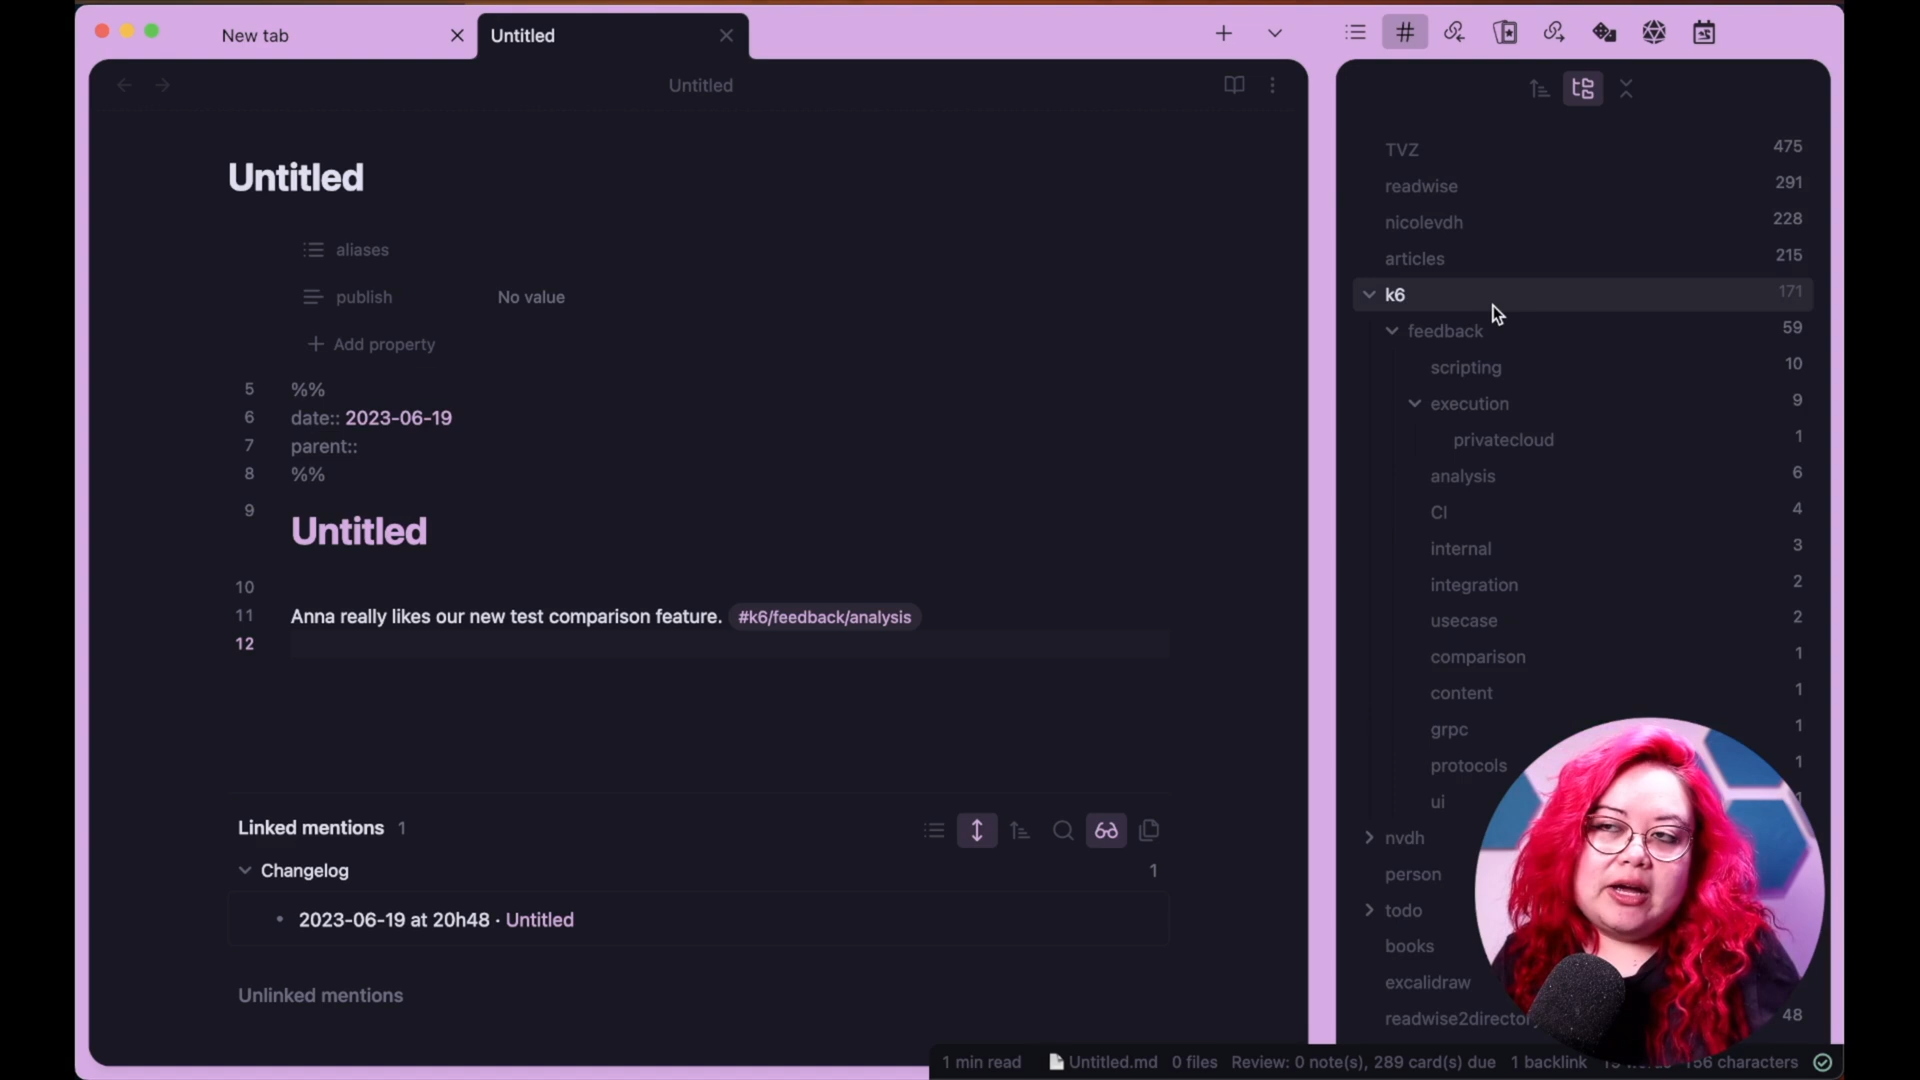 New tab
Untitled
Untitled
Untitled
aliases
publish No value
Add property
5 %%
6 date:: 2023-06-19
7 parent::
8 %%
9 Untitled
10
11 Anna really likes our new test comparison feature. #k6/feedback/analysis
12
Linked mentions 1
Changelog 1
2023-06-19 at 20h48 · Untitled
Unlinked mentions
TVZ 475
readwise 291
nicolevdh 228
articles 215
k6 171
feedback 59
scripting 10
execution 9
privatecloud 1
analysis 6
CI 4
internal 3
integration 2
usecase 2
comparison 1
content 1
grpc 1
protocols 1
ui
nvdh
person
todo
books
excalidraw
48
1 min read Untitled.md 0 files Review: 0 note(s), 289 card(s) due 1 backlink characters